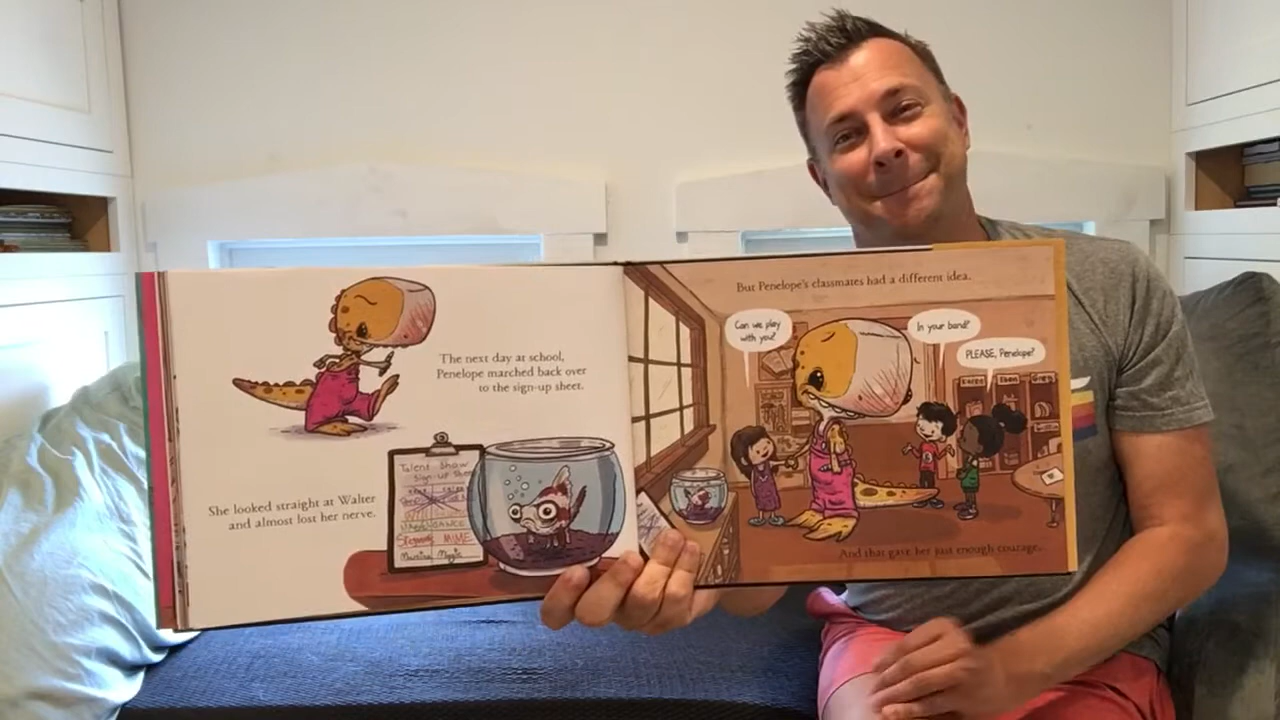 The next day at school,
Penelope marched back over
to the sign-up sheet.
She looked straight at Walter
and almost lost her nerve.
Talent Show
sign-up sheet
MIME
Magic
But Penelope's classmates had a different idea.
Can we play
with you?
In your band?
PLEASE, Penelope?
And that gave her just enough courage...